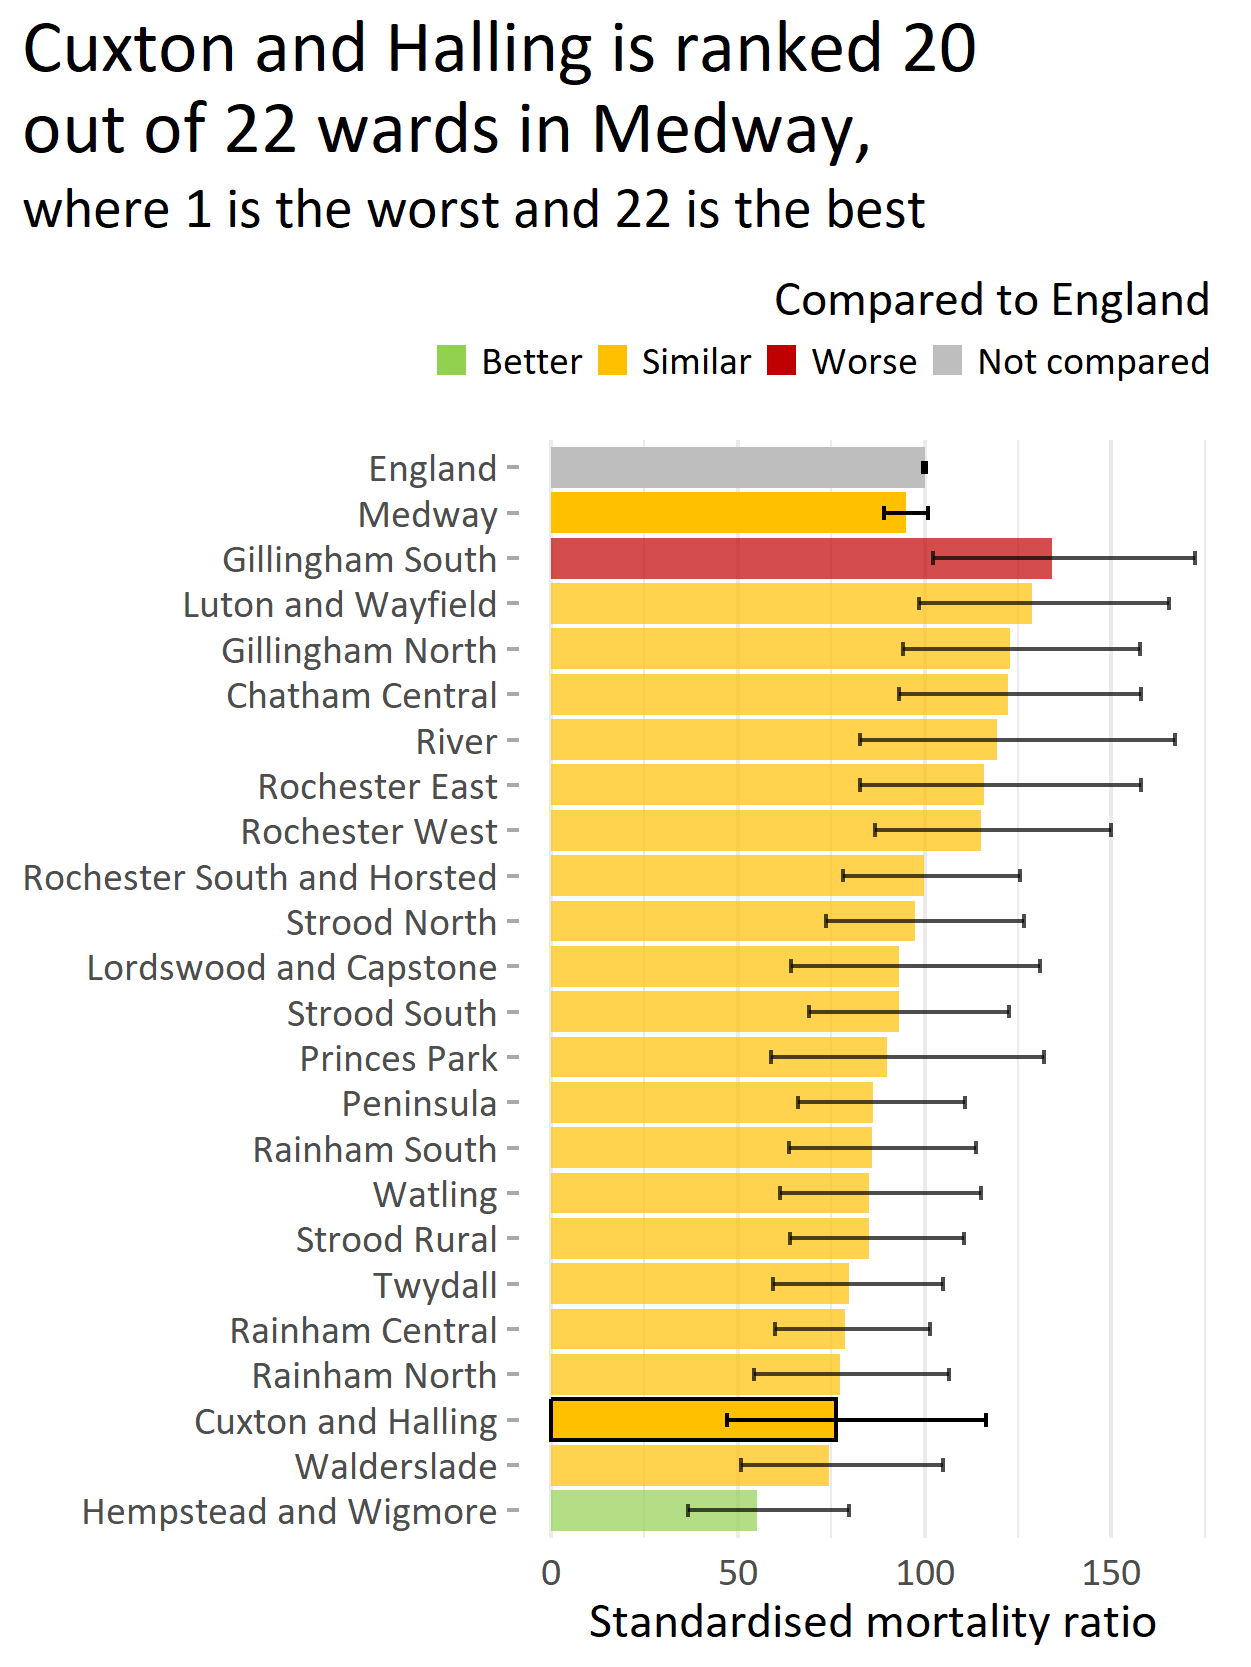 Cuxton and Halling is ranked 20
out of 22 wards in Medway,
where 1 is the worst and 22 is the best
Compared to England
Better Similar Worse Not compared
England
Medway
Gillingham South
Luton and Wayfield
Gillingham North
Chatham Central
River
Rochester East
Rochester West
Rochester South and Horsted
Strood North
Lordswood and Capstone
Strood South
Princes Park
Peninsula
Rainham South
Watling
Strood Rural
Twydall
Rainham Central
Rainham North
Cuxton and Halling
Walderslade
Hempstead and Wigmore
0 50 100 150
Standardised mortality ratio